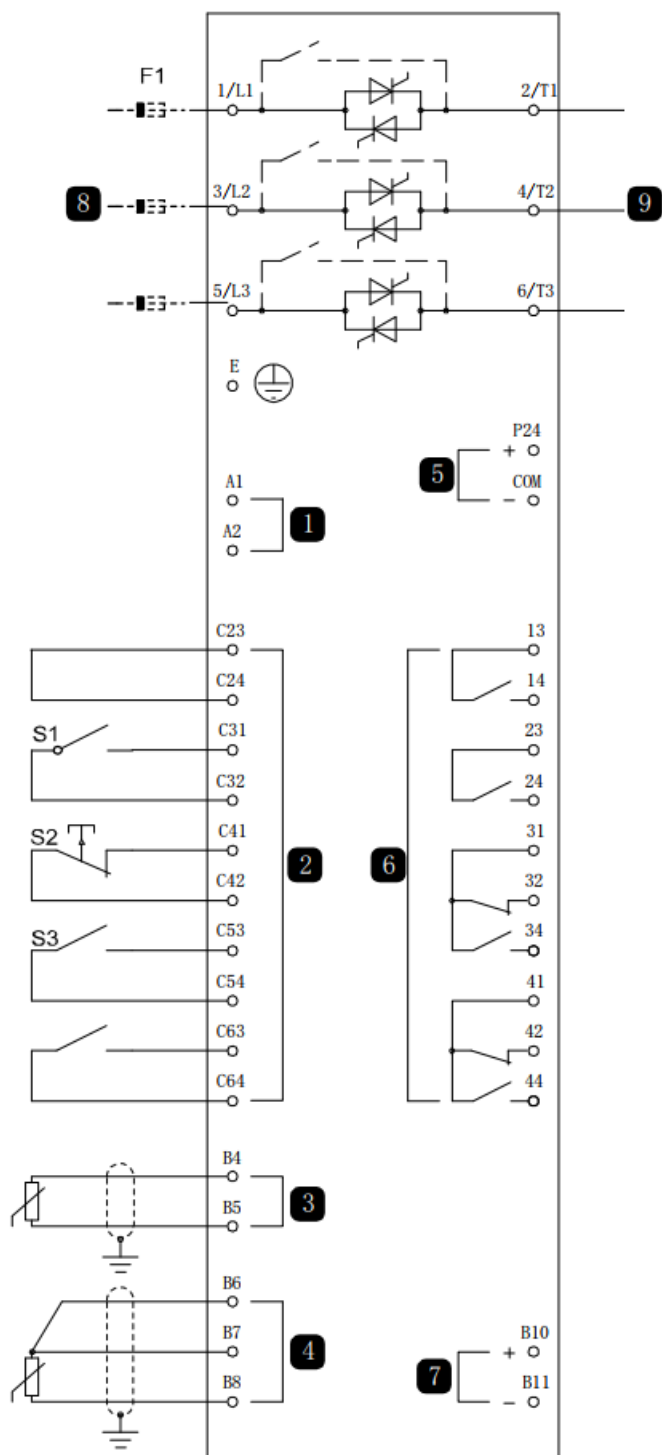 F1
1/L1
2/T1
8
3/L2
4/T2
9
5/L3
6/T3
E
P24
+
5
COM
-
A1
1
A2
C23
13
C24
14
S1
C31
23
C32
24
S2
C41
31
2
6
C42
32
S3
C53
34
C54
41
C63
42
C64
44
B4
3
B5
B6
B7
4
B10
+
7
B8
B11
-